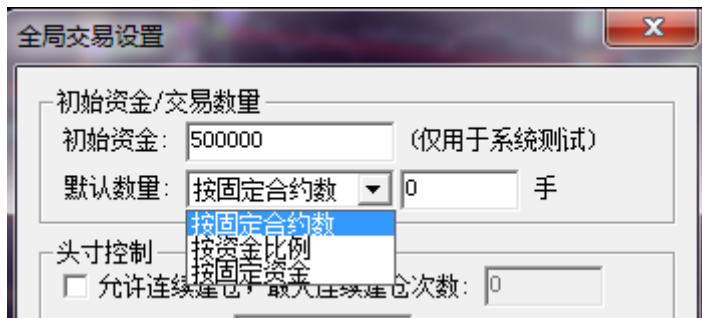 全局交易设置
初始资金/交易数量
初始资金: 500000 (仅用于系统测试)
默认数量: 按固定合约数 0 手
按固定合约数
按资金比例
按固定资金
头寸控制
允许连续建仓，最大连续建仓次数: 0